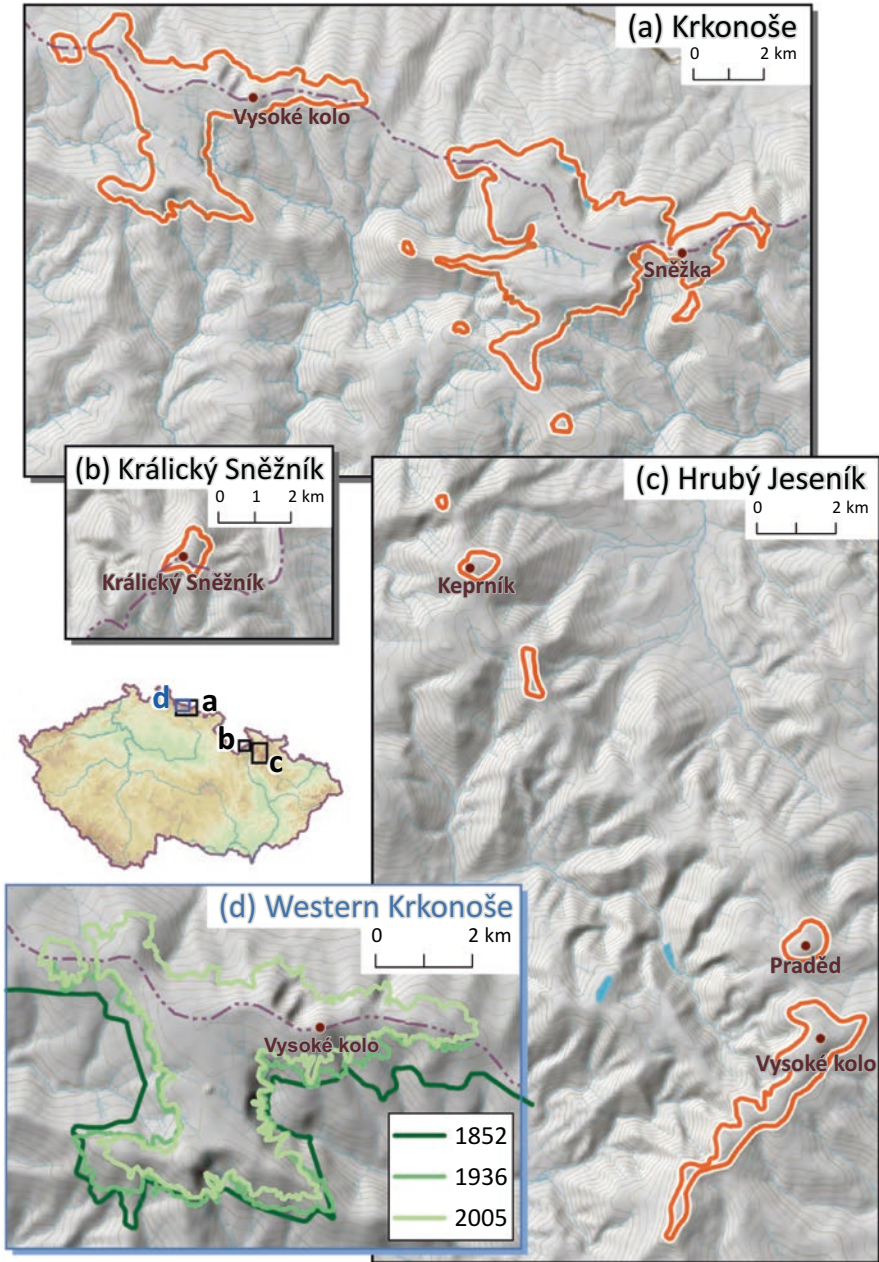 (a) Krkonoše
0 2 km
Vysoké kolo
Sněžka
(b) Králický Sněžník
0 1 2 km
Králický Sněžník
(c) Hrubý Jeseník
0 2 km
Keprník
Praděd
Vysoké kolo
d
a
b
c
(d) Western Krkonoše
0 2 km
Vysoké kolo
1852
1936
2005